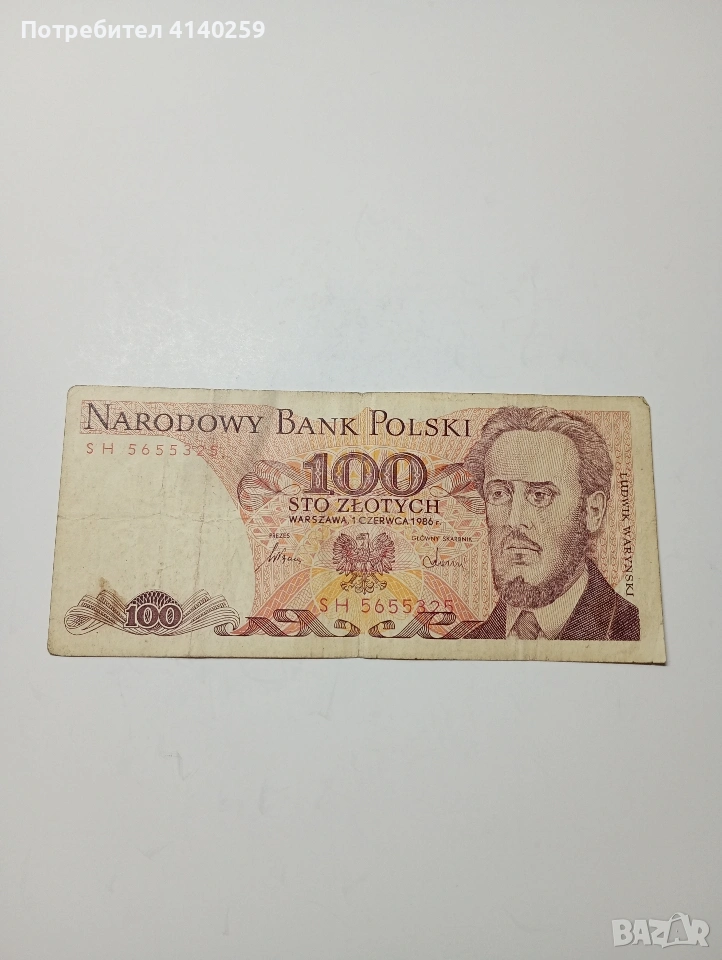 Потребител 4140259
NARODOWY BANK POLSKI
SH 5655325
100
STO ZŁOTYCH
WARSZAWA, 1 CZERWCA 1986 r.
PREZES GŁÓWNY SKARBNIK
SH 5655325
100
LUDWIK WARYŃSKI
BAZAR